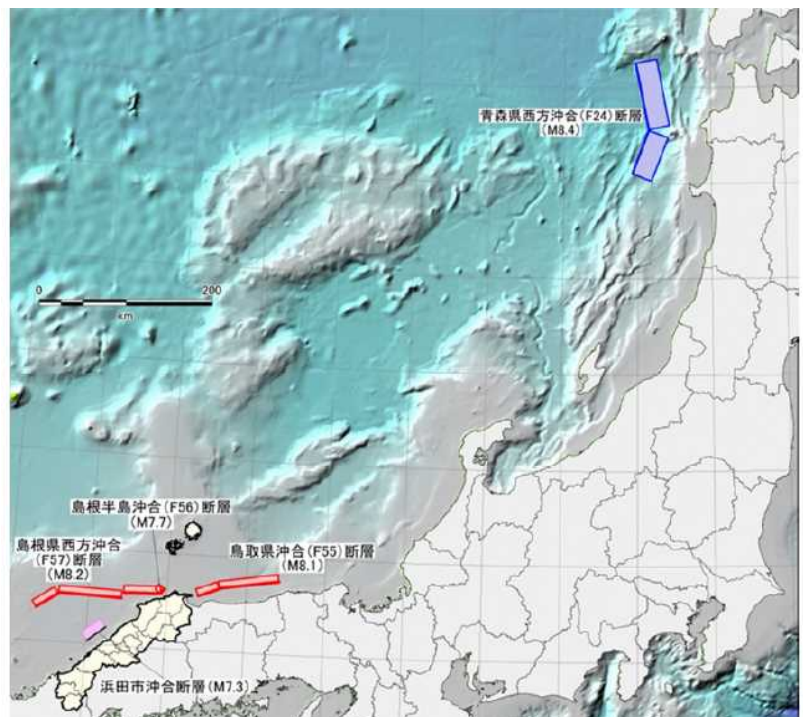 青森県西方沖合(F24)断層
(M8.4)
0
200
km
島根半島沖合(F56)断層
(M7.7)
島根県西方沖合
(F57)断層
(M8.2)
鳥取県沖合(F55)断層
(M8.1)
浜田市沖合断層(M7.3)